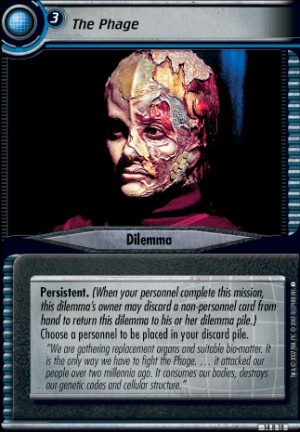 3
The Phage
Dilemma
Persistent. (When your personnel complete this mission,
this dilemma's owner may discard a non-personnel card from
hand to return this dilemma to his or her dilemma pile.)
Choose a personnel to be placed in your discard pile.
"We are gathering replacement organs and suitable bio-matter. It
is the only way we have to fight the Phage. … it attacked our
people over two millennia ago. It consumes our bodies, destroys
our genetic codes and cellular structure."